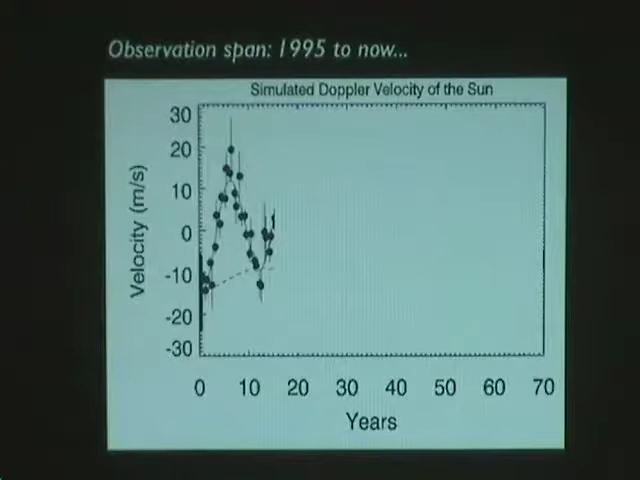 Observation span: 1995 to now...
Simulated Doppler Velocity of the Sun
30
20
10
0
-10
-20
-30
Velocity (m/s)
0 10 20 30 40 50 60 70
Years